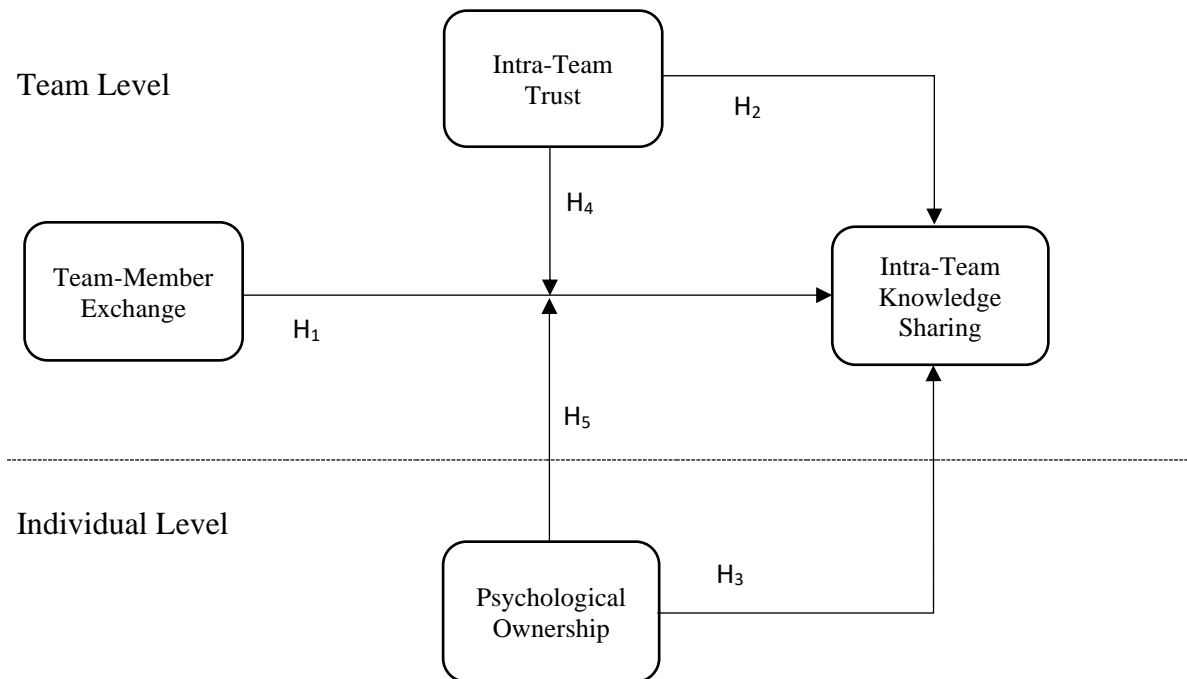 Intra-Team
Trust
Team Level
H₂
H₄
Team-Member
Exchange
Intra-Team
Knowledge
Sharing
H₁
H₅
Individual Level
H₃
Psychological
Ownership